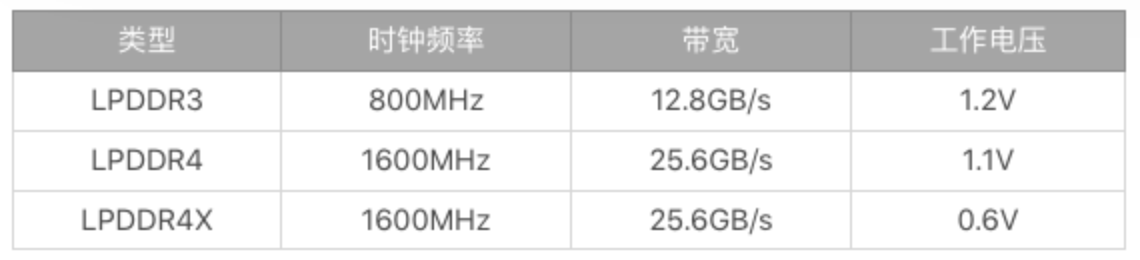 类型 时钟频率 带宽 工作电压
LPDDR3 800MHz 12.8GB/s 1.2V
LPDDR4 1600MHz 25.6GB/s 1.1V
LPDDR4X 1600MHz 25.6GB/s 0.6V